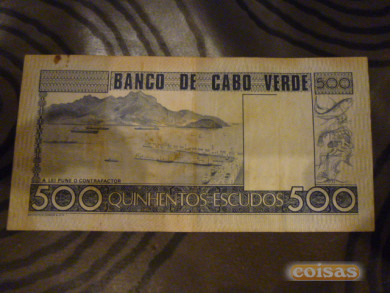 BANCO DE CABO VERDE 500
A LEI PUNE O CONTRAFACTOR
500 QUINHENTOS ESCUDOS 500
coisas